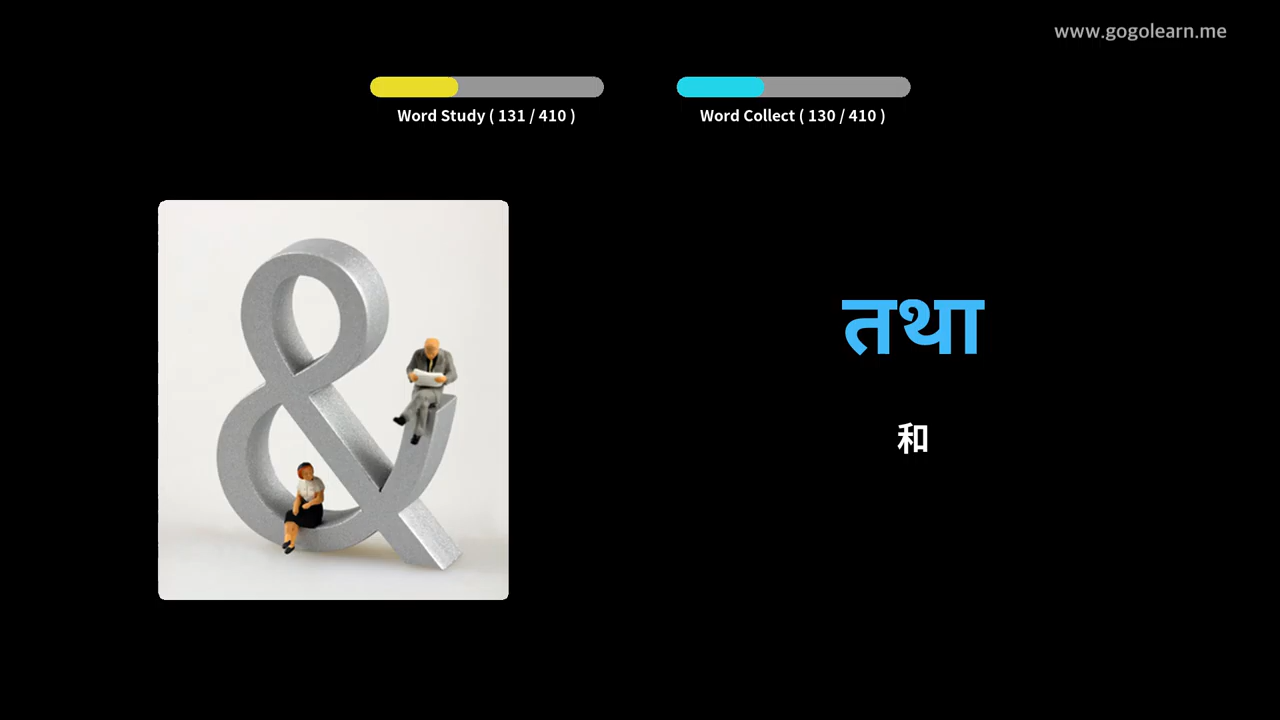 www.gogolearn.me
Word Study ( 131 / 410 )
Word Collect ( 130 / 410 )
&
तथा
和